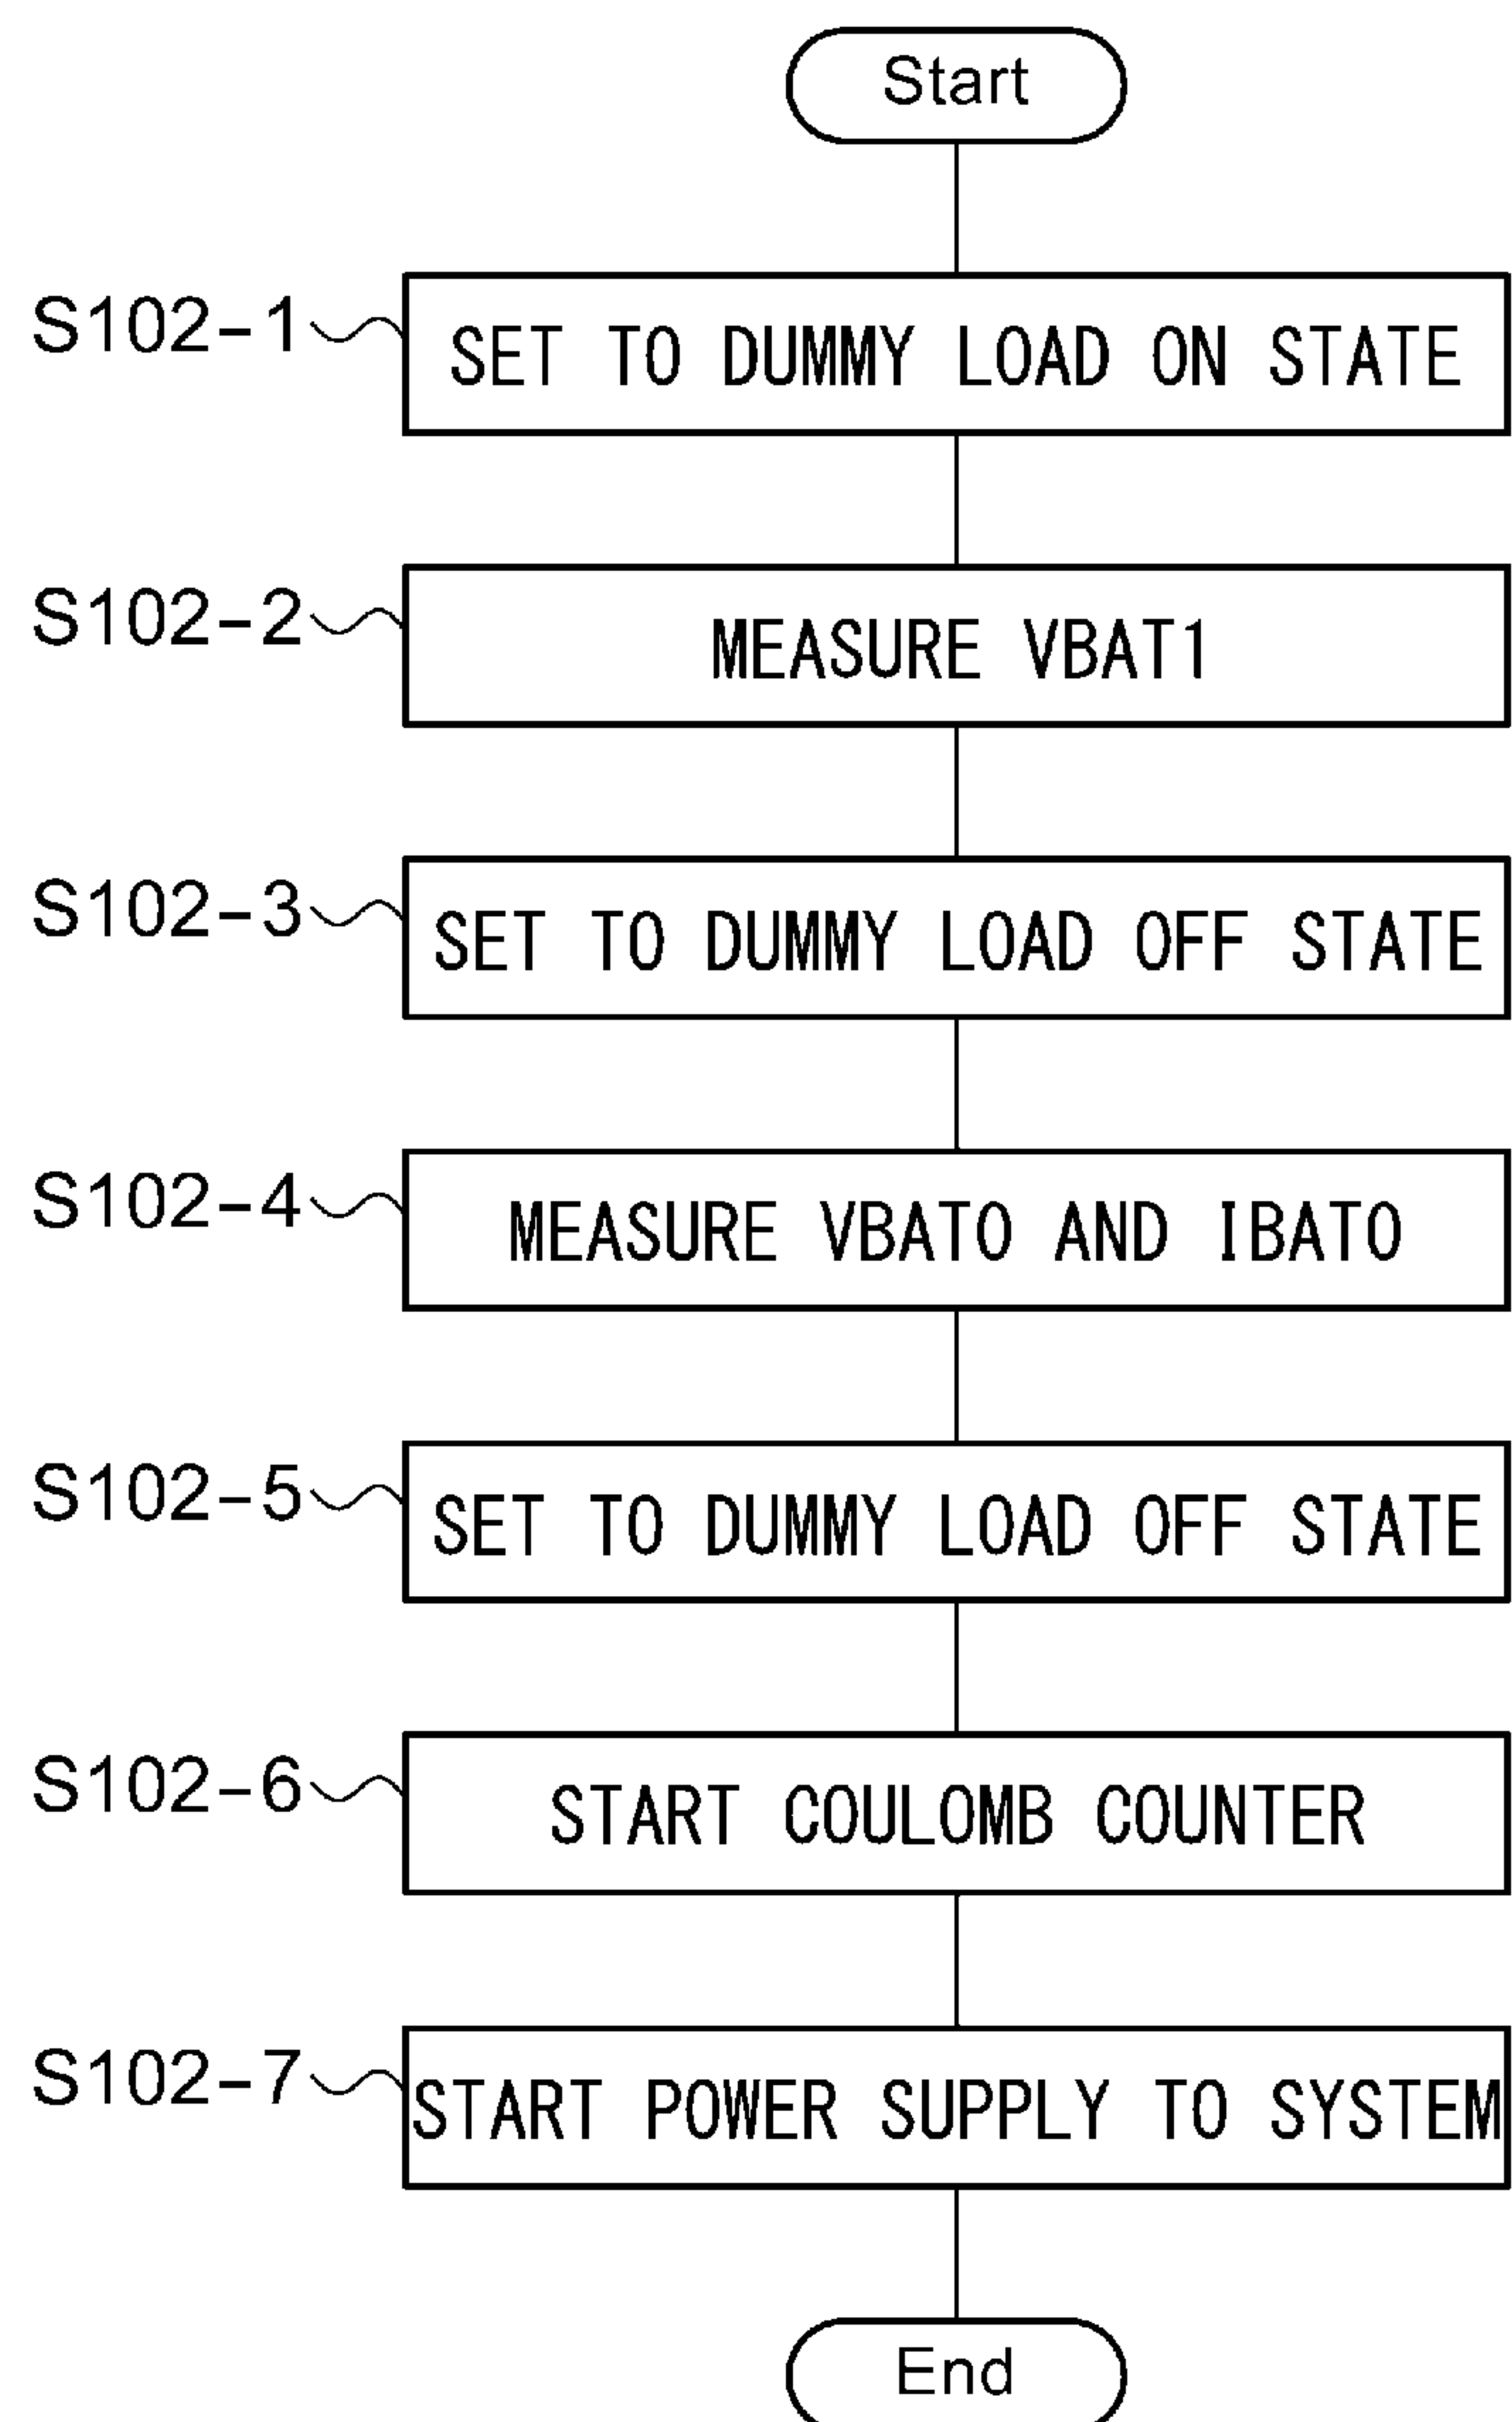 Start
S102-1
SET TO DUMMY LOAD ON STATE
S102-2
MEASURE VBAT1
S102-3
SET TO DUMMY LOAD OFF STATE
S102-4
MEASURE VBAT0 AND IBAT0
S102-5
SET TO DUMMY LOAD OFF STATE
S102-6
START COULOMB COUNTER
S102-7
START POWER SUPPLY TO SYSTEM
End